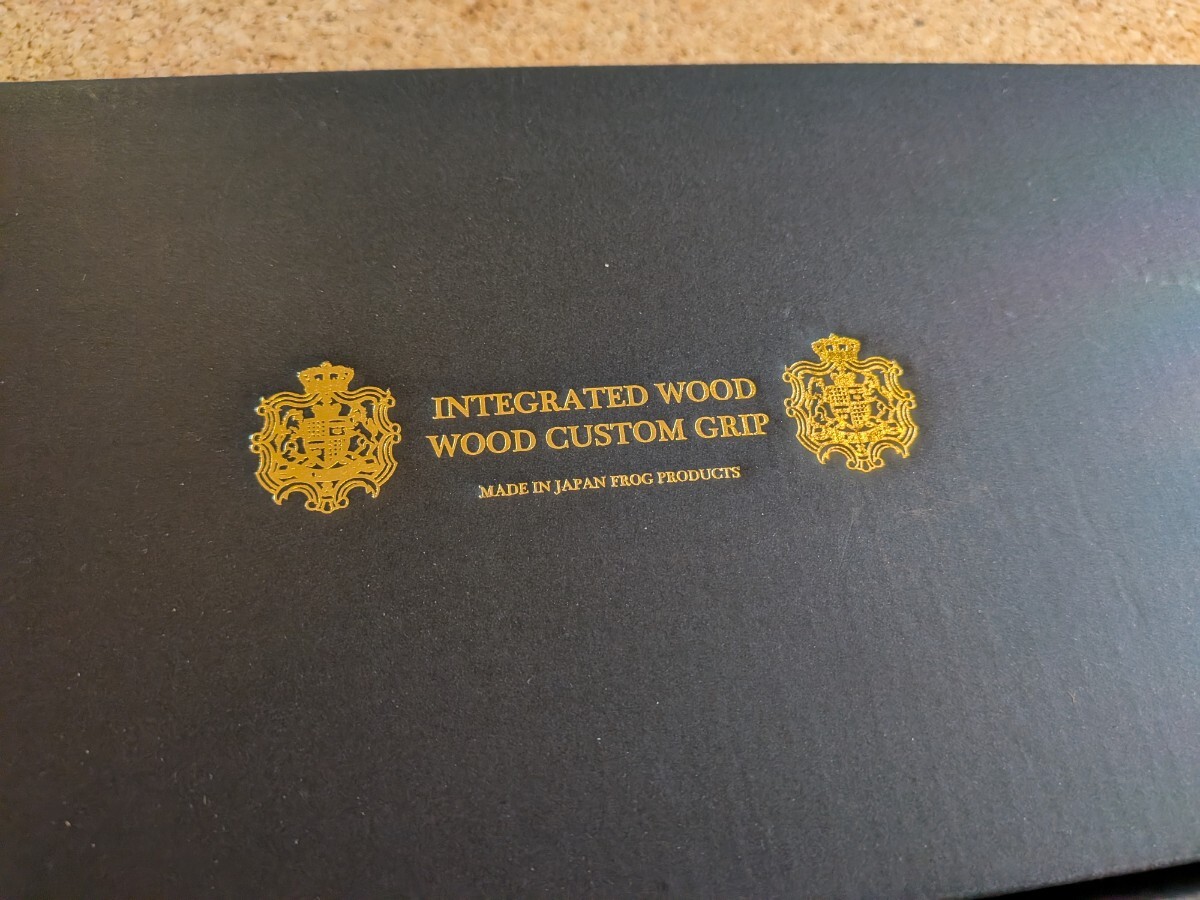 INTEGRATED WOOD
WOOD CUSTOM GRIP
MADE IN JAPAN FROG PRODUCTS